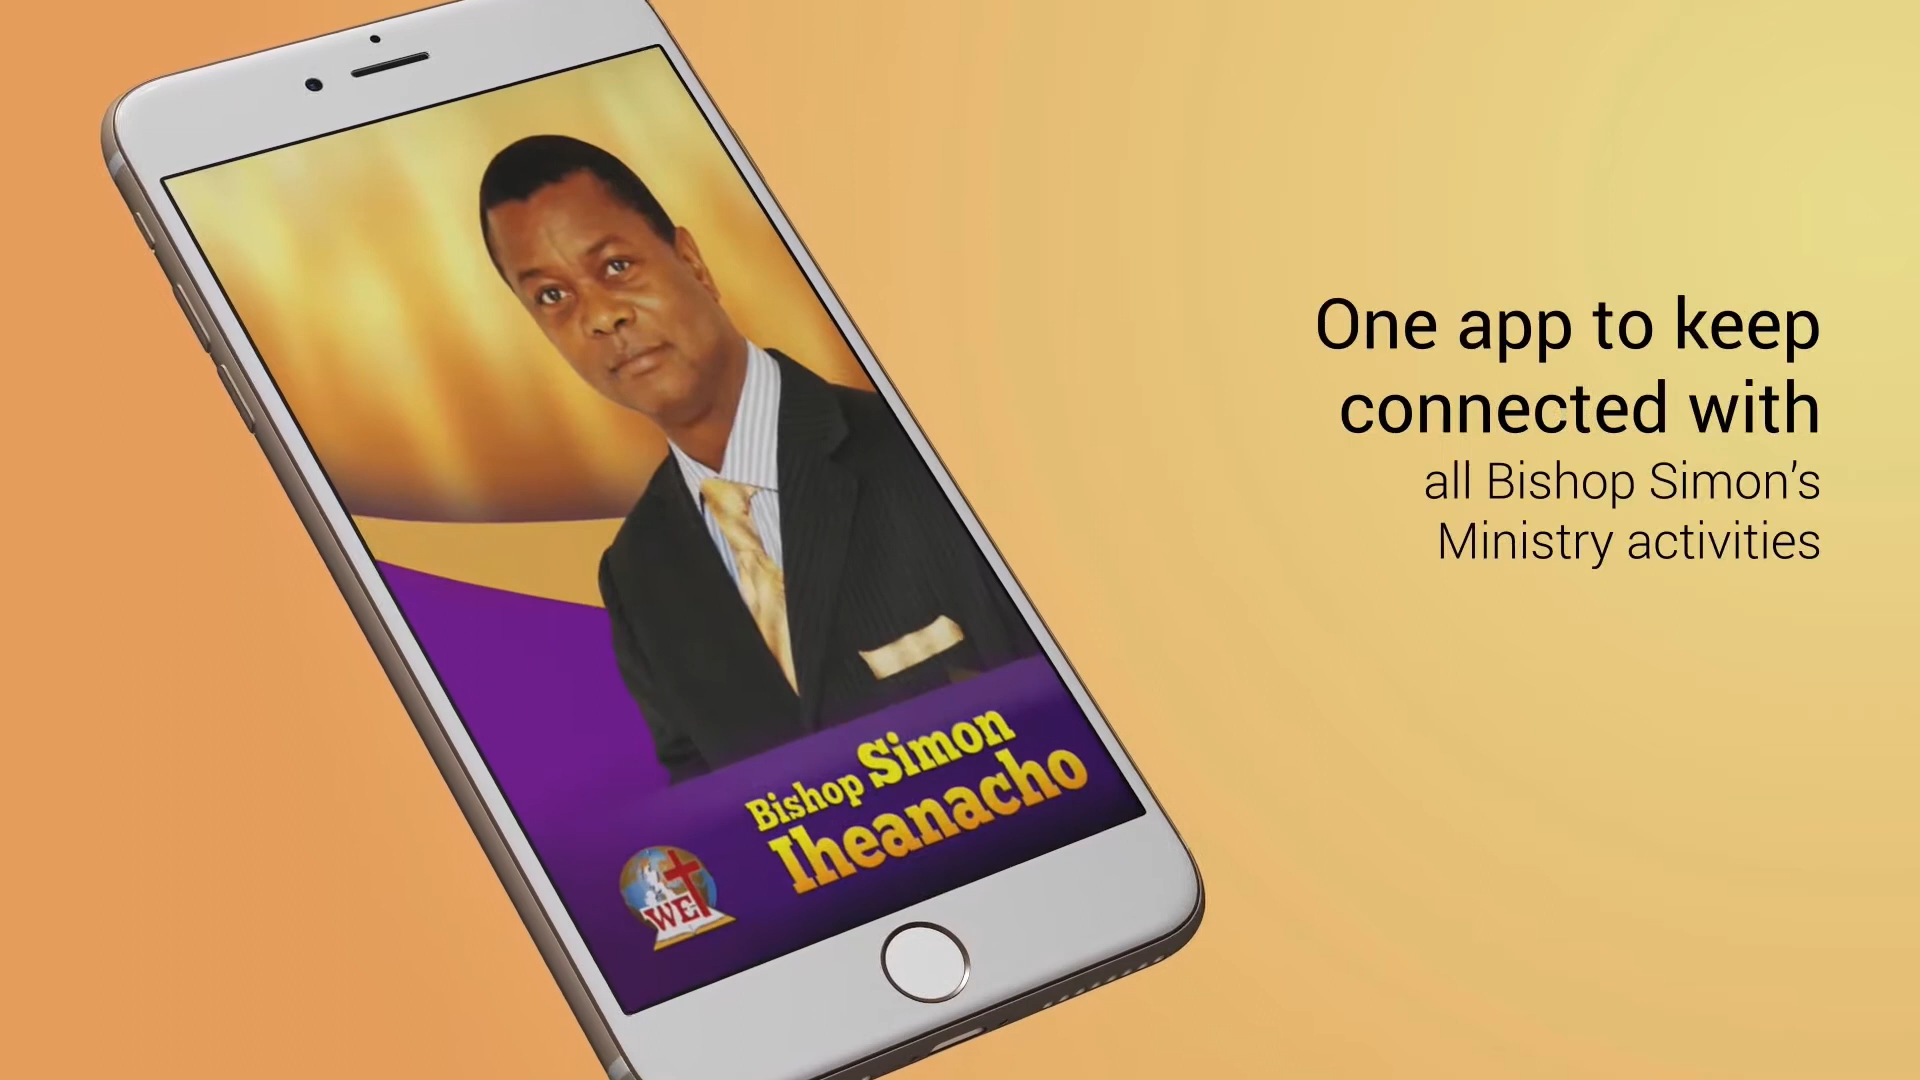 One app to keep
connected with
all Bishop Simon's
Ministry activities
Bishop Simon
Iheanacho
WE